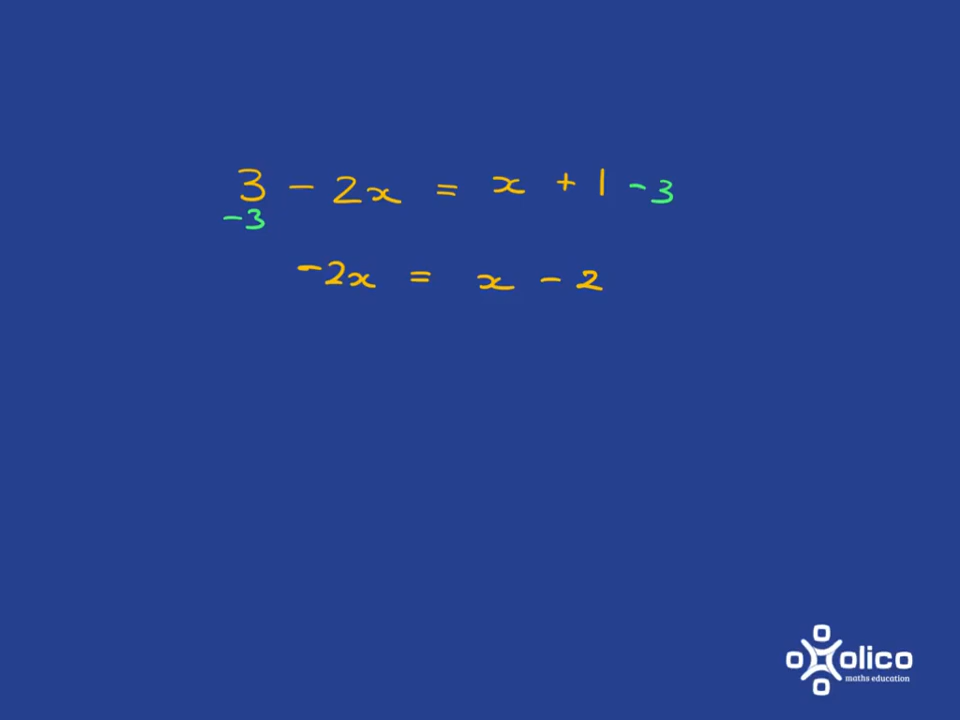 3 - 2x = x + 1 -3
-3
-2x = x - 2
olico
maths education